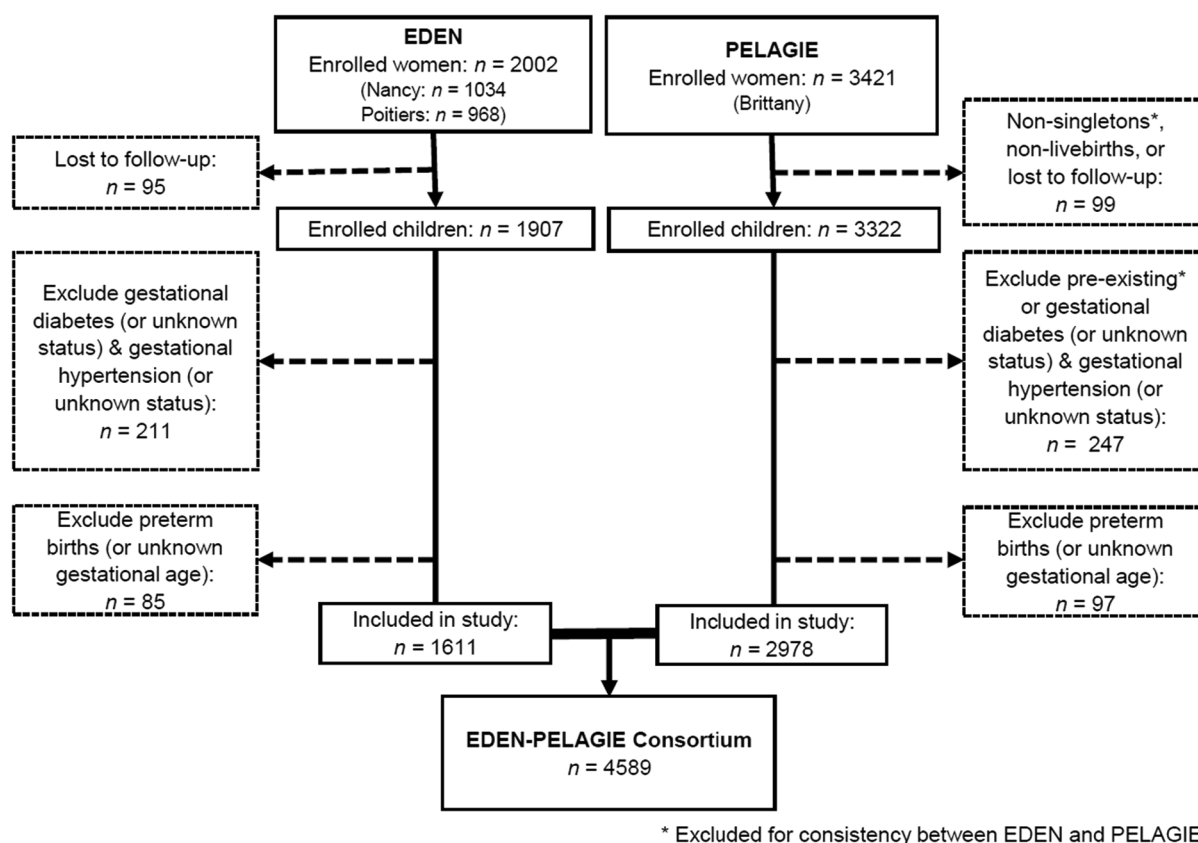 EDEN
Enrolled women: n = 2002
(Nancy: n = 1034
Poitiers: n = 968)
PELAGIE
Enrolled women: n = 3421
(Brittany)
Lost to follow-up:
n = 95
Non-singletons*,
non-livebirths, or
lost to follow-up:
n = 99
Enrolled children: n = 1907
Enrolled children: n = 3322
Exclude gestational
diabetes (or unknown
status) & gestational
hypertension (or
unknown status):
n = 211
Exclude pre-existing*
or gestational
diabetes (or unknown
status) & gestational
hypertension (or
unknown status):
n = 247
Exclude preterm
births (or unknown
gestational age):
n = 85
Exclude preterm
births (or unknown
gestational age):
n = 97
Included in study:
n = 1611
Included in study:
n = 2978
EDEN-PELAGIE Consortium
n = 4589
* Excluded for consistency between EDEN and PELAGIE